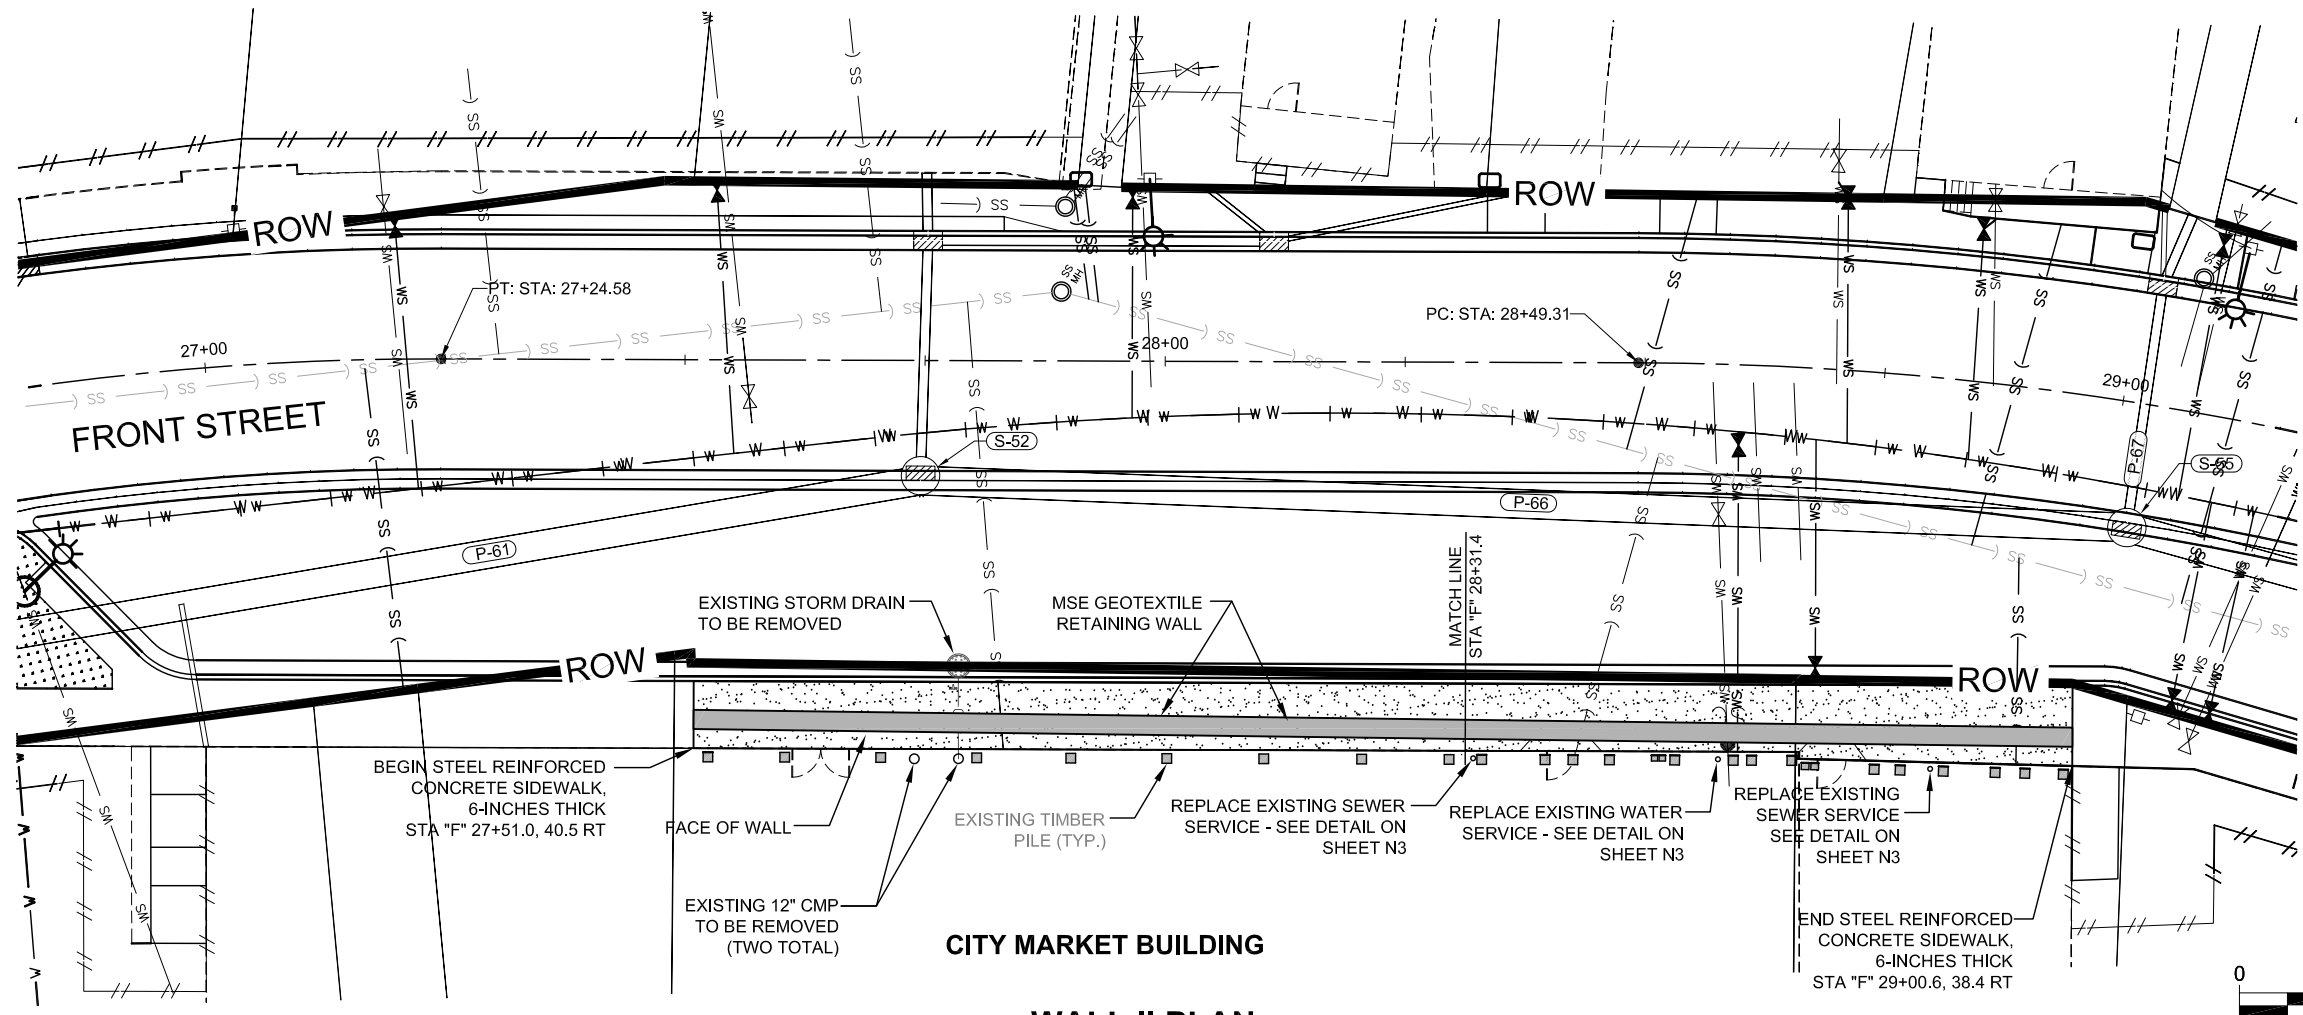 ROW
ROW
PT: STA: 27+24.58
PC: STA: 28+49.31
27+00
28+00
29+00
FRONT STREET
S-52
P-67
S-55
P-66
P-61
MATCH LINE
STA "F" 28+31.4
EXISTING STORM DRAIN
TO BE REMOVED
MSE GEOTEXTILE
RETAINING WALL
ROW
ROW
BEGIN STEEL REINFORCED
CONCRETE SIDEWALK,
6-INCHES THICK
STA "F" 27+51.0, 40.5 RT
FACE OF WALL
EXISTING TIMBER
PILE (TYP.)
REPLACE EXISTING SEWER
SERVICE - SEE DETAIL ON
SHEET N3
REPLACE EXISTING WATER
SERVICE - SEE DETAIL ON
SHEET N3
REPLACE EXISTING
SEWER SERVICE
SEE DETAIL ON
SHEET N3
EXISTING 12" CMP
TO BE REMOVED
(TWO TOTAL)
CITY MARKET BUILDING
END STEEL REINFORCED
CONCRETE SIDEWALK,
6-INCHES THICK
STA "F" 29+00.6, 38.4 RT
0